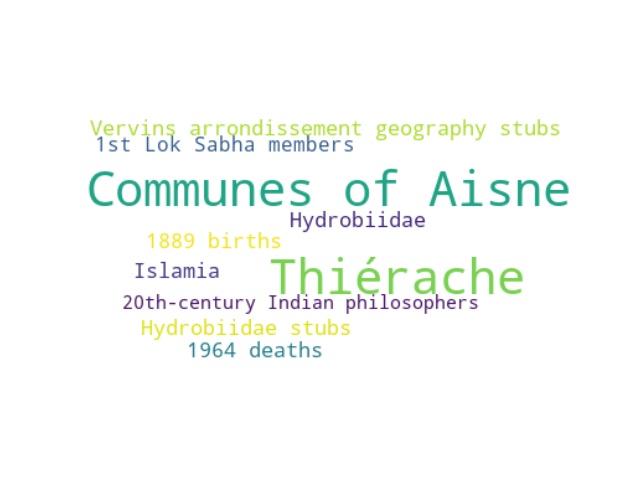 Vervins arrondissement geography stubs
1st Lok Sabha members
Communes of Aisne
Hydrobiidae
1889 births
Islamia
Thiérache
20th-century Indian philosophers
Hydrobiidae stubs
1964 deaths